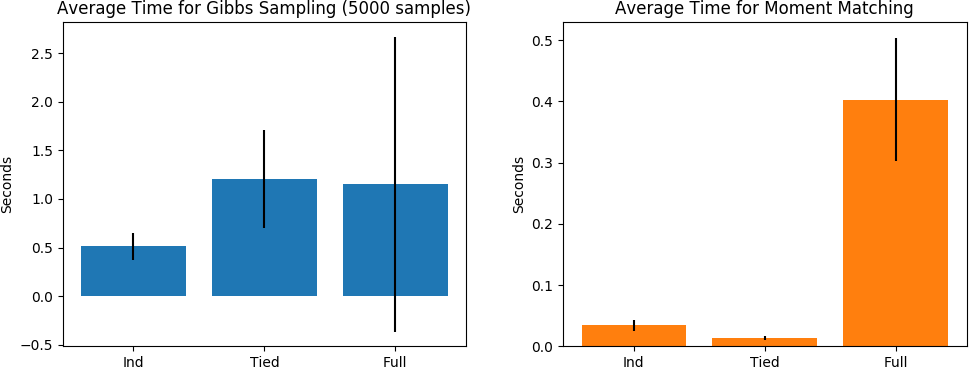 Average Time for Gibbs Sampling (5000 samples)
Seconds
2.5
2.0
1.5
1.0
0.5
0.0
−0.5
Ind Tied Full
Average Time for Moment Matching
Seconds
0.5
0.4
0.3
0.2
0.1
0.0
Ind Tied Full